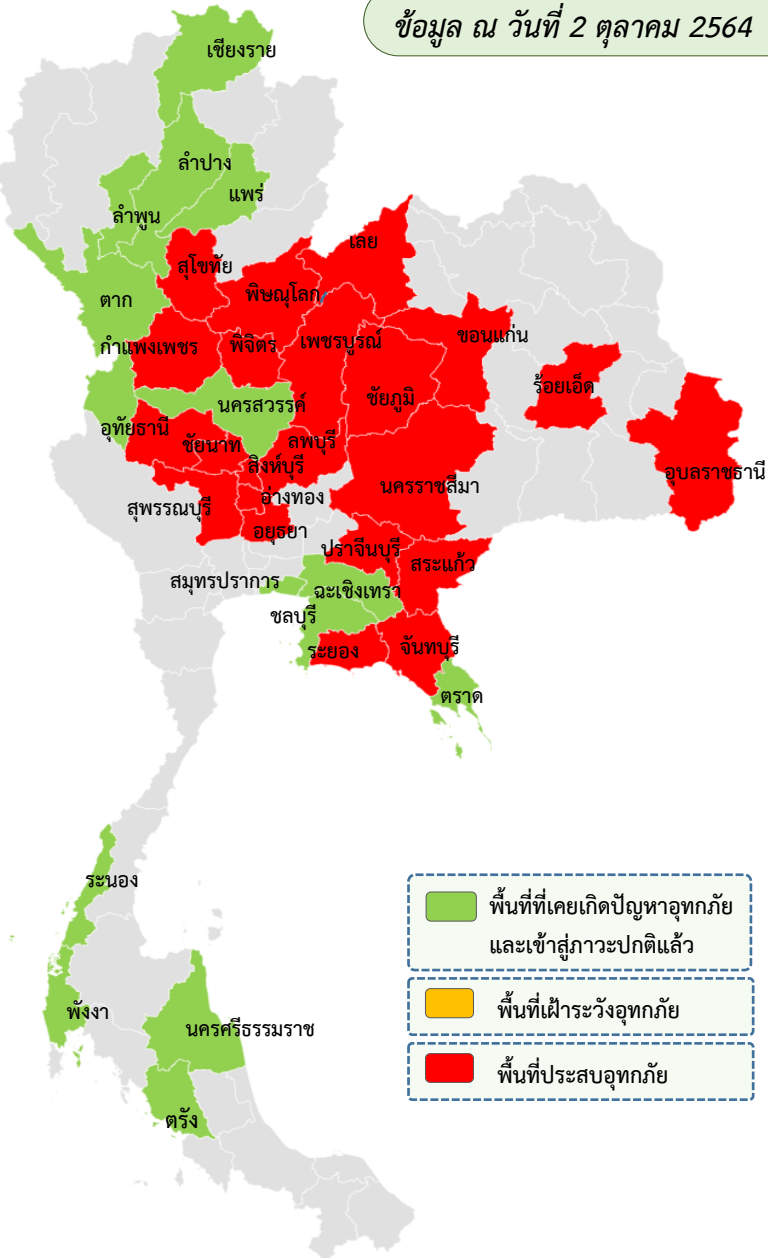 ข้อมูล ณ วันที่ 2 ตุลาคม 2564
เชียงราย
ลำปาง
แพร่
ลำพูน
เลย
สุโขทัย
พิษณุโลก
ตาก
ขอนแก่น
เพชรบูรณ์
กำแพงเพชร
พิจิตร
ร้อยเอ็ด
ชัยภูมิ
นครสวรรค์
อุทัยธานี
ลพบุรี
ชัยนาท
สิงห์บุรี
อุบลราชธานี
นครราชสีมา
อ่างทอง
สุพรรณบุรี
อยุธยา
ปราจีนบุรี
สระแก้ว
สมุทรปราการ
ฉะเชิงเทรา
ชลบุรี
ระยอง
จันทบุรี
ตราด
ระนอง
พังงา
นครศรีธรรมราช
ตรัง
พื้นที่ที่เคยเกิดปัญหาอุทกภัย
และเข้าสู่ภาวะปกติแล้ว
พื้นที่เฝ้าระวังอุทกภัย
พื้นที่ประสบอุทกภัย